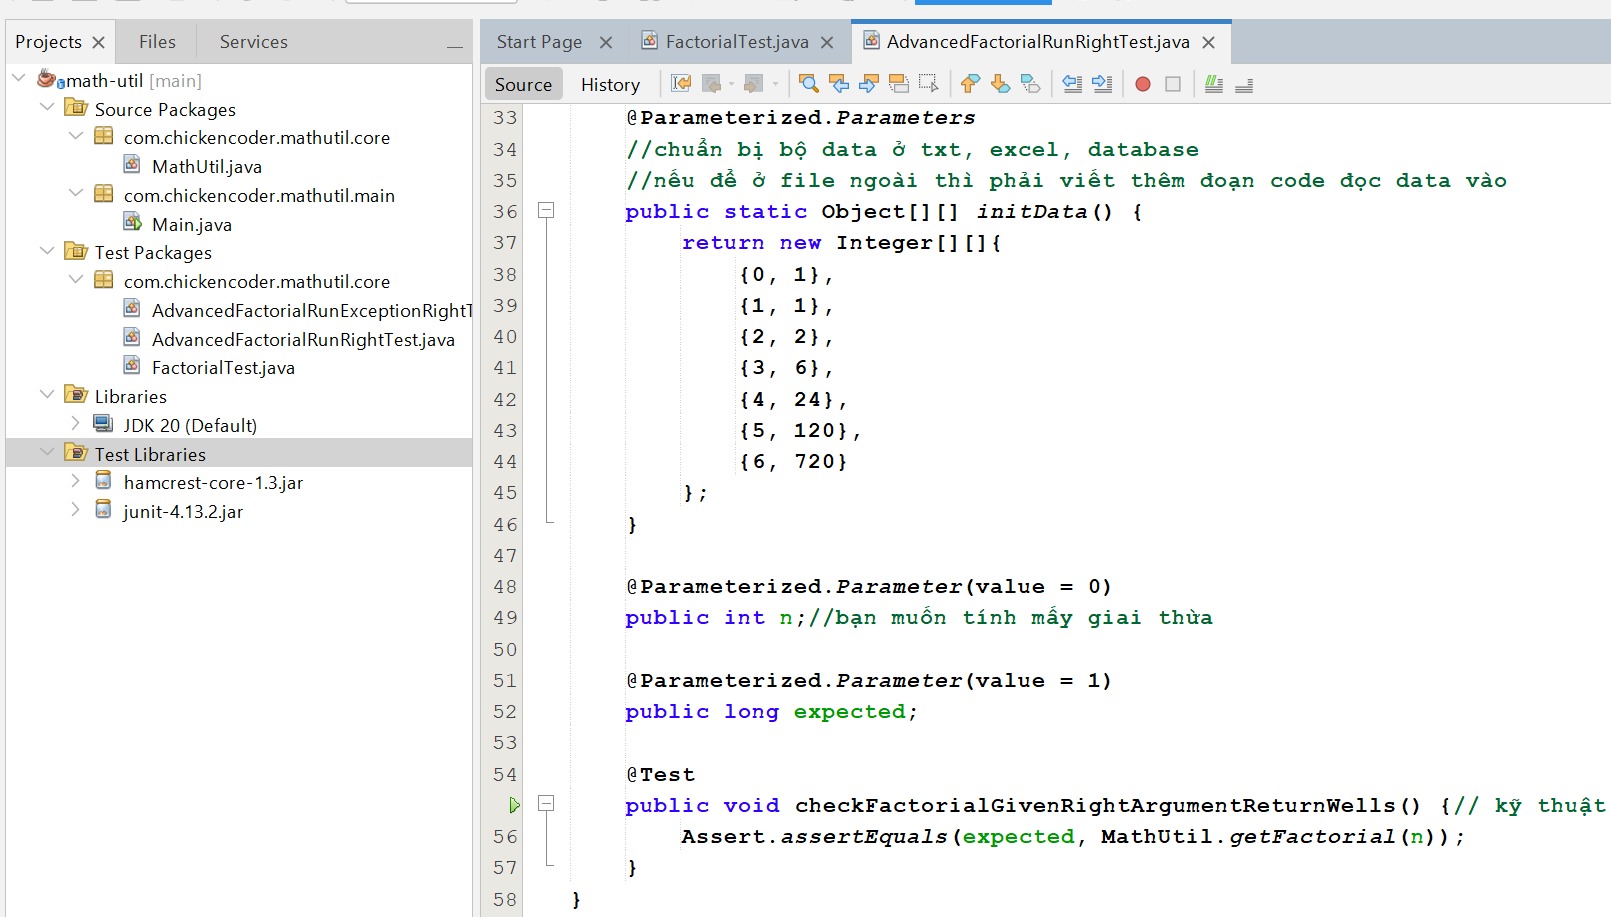 Projects
Files
Services
math-util [main]
Source Packages
com.chickencoder.mathutil.core
MathUtil.java
com.chickencoder.mathutil.main
Main.java
Test Packages
com.chickencoder.mathutil.core
AdvancedFactorialRunExceptionRightT
AdvancedFactorialRunRightTest.java
FactorialTest.java
Libraries
JDK 20 (Default)
Test Libraries
hamcrest-core-1.3.jar
junit-4.13.2.jar
Start Page
FactorialTest.java
AdvancedFactorialRunRightTest.java
Source
History
33 @Parameterized.Parameters
34 //chuẩn bị bộ data ở txt, excel, database
35 //nếu để ở file ngoài thì phải viết thêm đoạn code đọc data vào
36 public static Object[][] initData() {
37 return new Integer[][]{
38 {0, 1},
39 {1, 1},
40 {2, 2},
41 {3, 6},
42 {4, 24},
43 {5, 120},
44 {6, 720}
45 };
46 }
47
48 @Parameterized.Parameter(value = 0)
49 public int n;//bạn muốn tính mấy giai thừa
50
51 @Parameterized.Parameter(value = 1)
52 public long expected;
53
54 @Test
public void checkFactorialGivenRightArgumentReturnWells() {// kỹ thuật
56 Assert.assertEquals(expected, MathUtil.getFactorial(n));
57 }
58 }